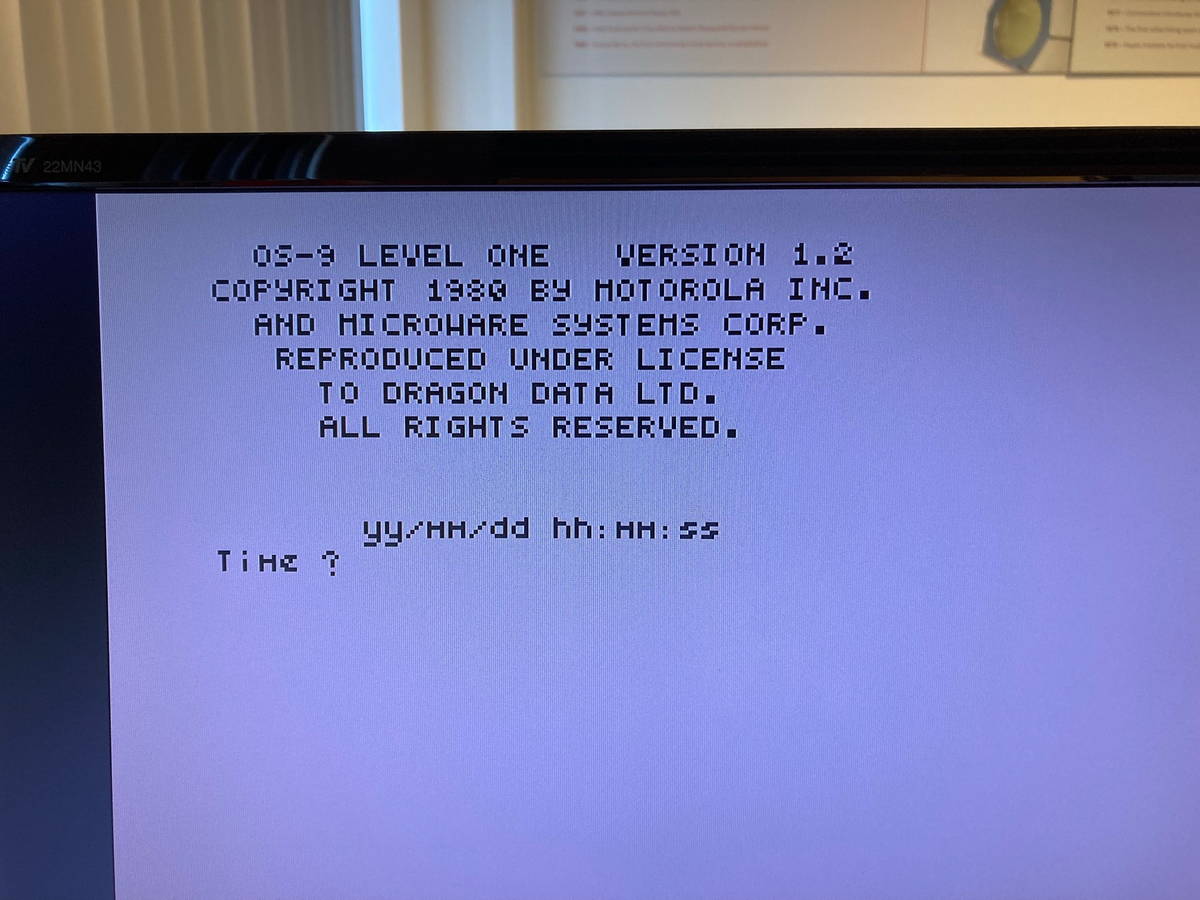 TV 22MN43
OS-9 LEVEL ONE VERSION 1.2
COPYRIGHT 1980 BY MOTOROLA INC.
AND MICROWARE SYSTEMS CORP.
REPRODUCED UNDER LICENSE
TO DRAGON DATA LTD.
ALL RIGHTS RESERVED.
yy/MM/dd hh:MM:ss
Time ?